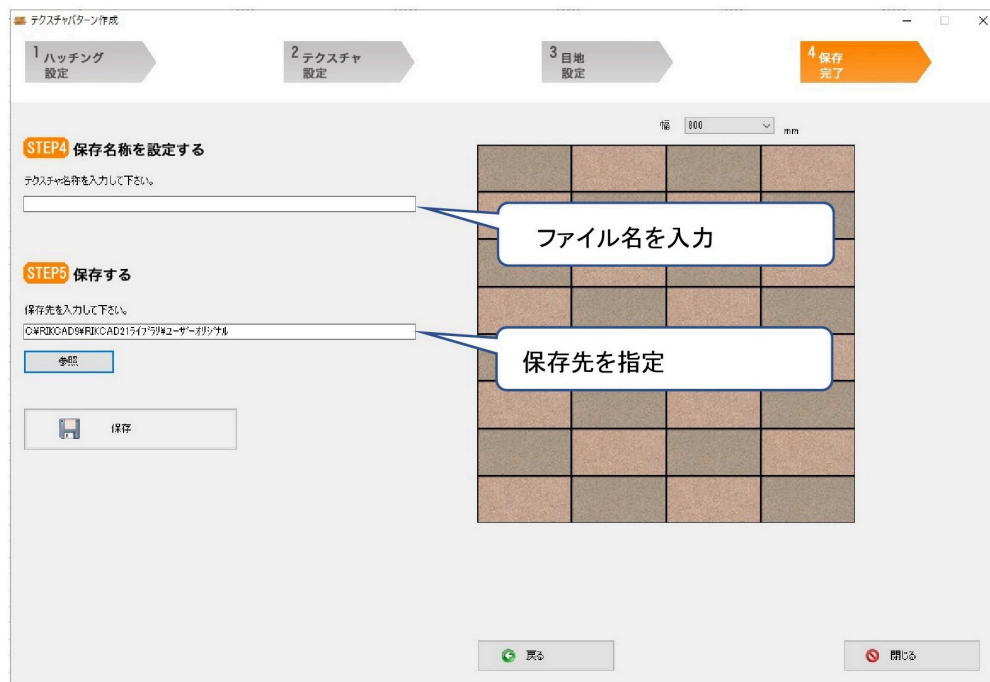 テクスチャパターン作成
1 ハッチング
設定
2 テクスチャ
設定
3 目地
設定
4 保存
完了
幅 800 mm
STEP4 保存名称を設定する
テクスチャ名称を入力して下さい。
ファイル名を入力
STEP5 保存する
保存先を入力して下さい。
C:¥RIKCAD9¥RIKCAD21ライブラリ¥ユーザーオリジナル
保存先を指定
参照
保存
戻る
閉じる